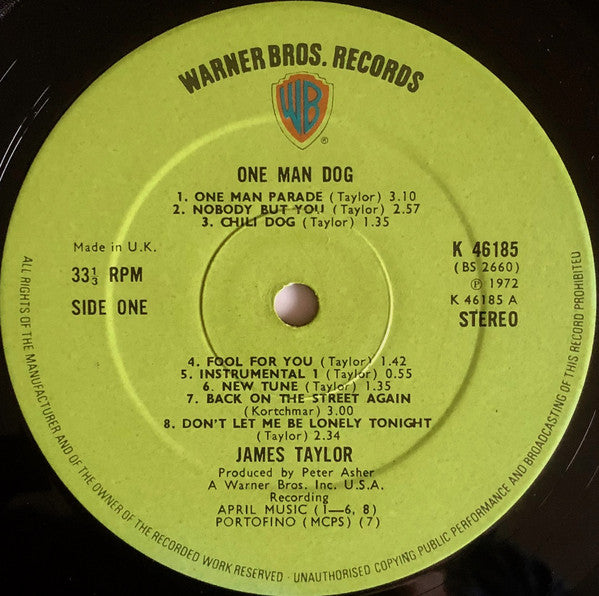 WARNER BROS. RECORDS
WB
®
ONE MAN DOG
1. ONE MAN PARADE (Taylor) 3.10
2. NOBODY BUT YOU (Taylor) 2.57
3. CHILI DOG (Taylor) 1.35
Made in U.K.
33⅓ RPM
SIDE ONE
K 46185
(BS 2660)
Ⓟ 1972
K 46185 A
STEREO
4. FOOL FOR YOU (Taylor) 1.42
5. INSTRUMENTAL 1 (Taylor) 0.55
6. NEW TUNE (Taylor) 1.35
7. BACK ON THE STREET AGAIN
(Kortchmar) 3.00
8. DON'T LET ME BE LONELY TONIGHT
(Taylor) 2.34
JAMES TAYLOR
Produced by Peter Asher
A Warner Bros. Inc. U.S.A.
Recording
APRIL MUSIC (1—6, 8)
PORTOFINO (MCPS) (7)
ALL RIGHTS OF THE MANUFACTURER AND OF THE OWNER OF THE RECORDED WORK RESERVED · UNAUTHORISED COPYING PUBLIC PERFORMANCE AND BROADCASTING OF THIS RECORD PROHIBITED